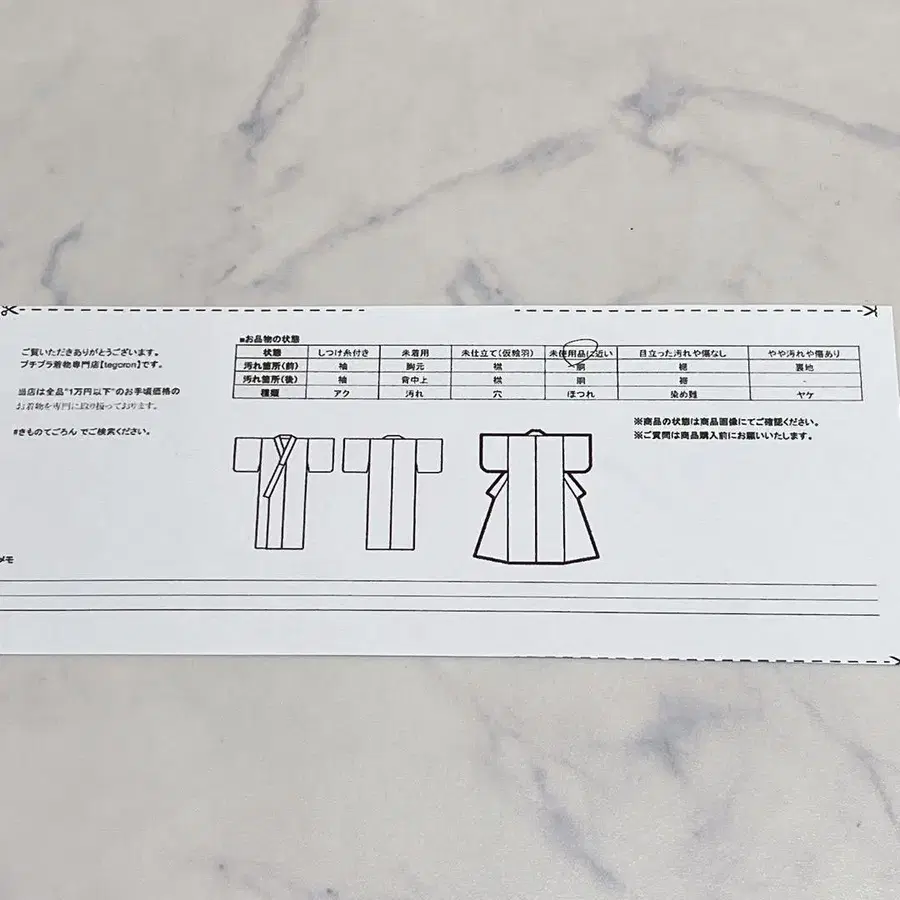 ご覧いただきありがとうございます。
プチプラ着物専門店【tegoron】です。
当店は全品"1万円以下"のお手頃価格の
お着物を専門に取り扱っております。
#きものてごろん でご検索ください。
■お品物の状態
状態 しつけ糸付き 未着用 未仕立て(仮絵羽) 未使用品に近い 目立った汚れや傷なし やや汚れや傷あり
汚れ箇所(前) 袖 胸元 襟 胴 裾 裏地
汚れ箇所(後) 袖 背中上 襟 胴 裾 -
種類 アク 汚れ 穴 ほつれ 染め難 ヤケ
※商品の状態は商品画像にてご確認ください。
※ご質問は商品購入前にお願いいたします。
メモ